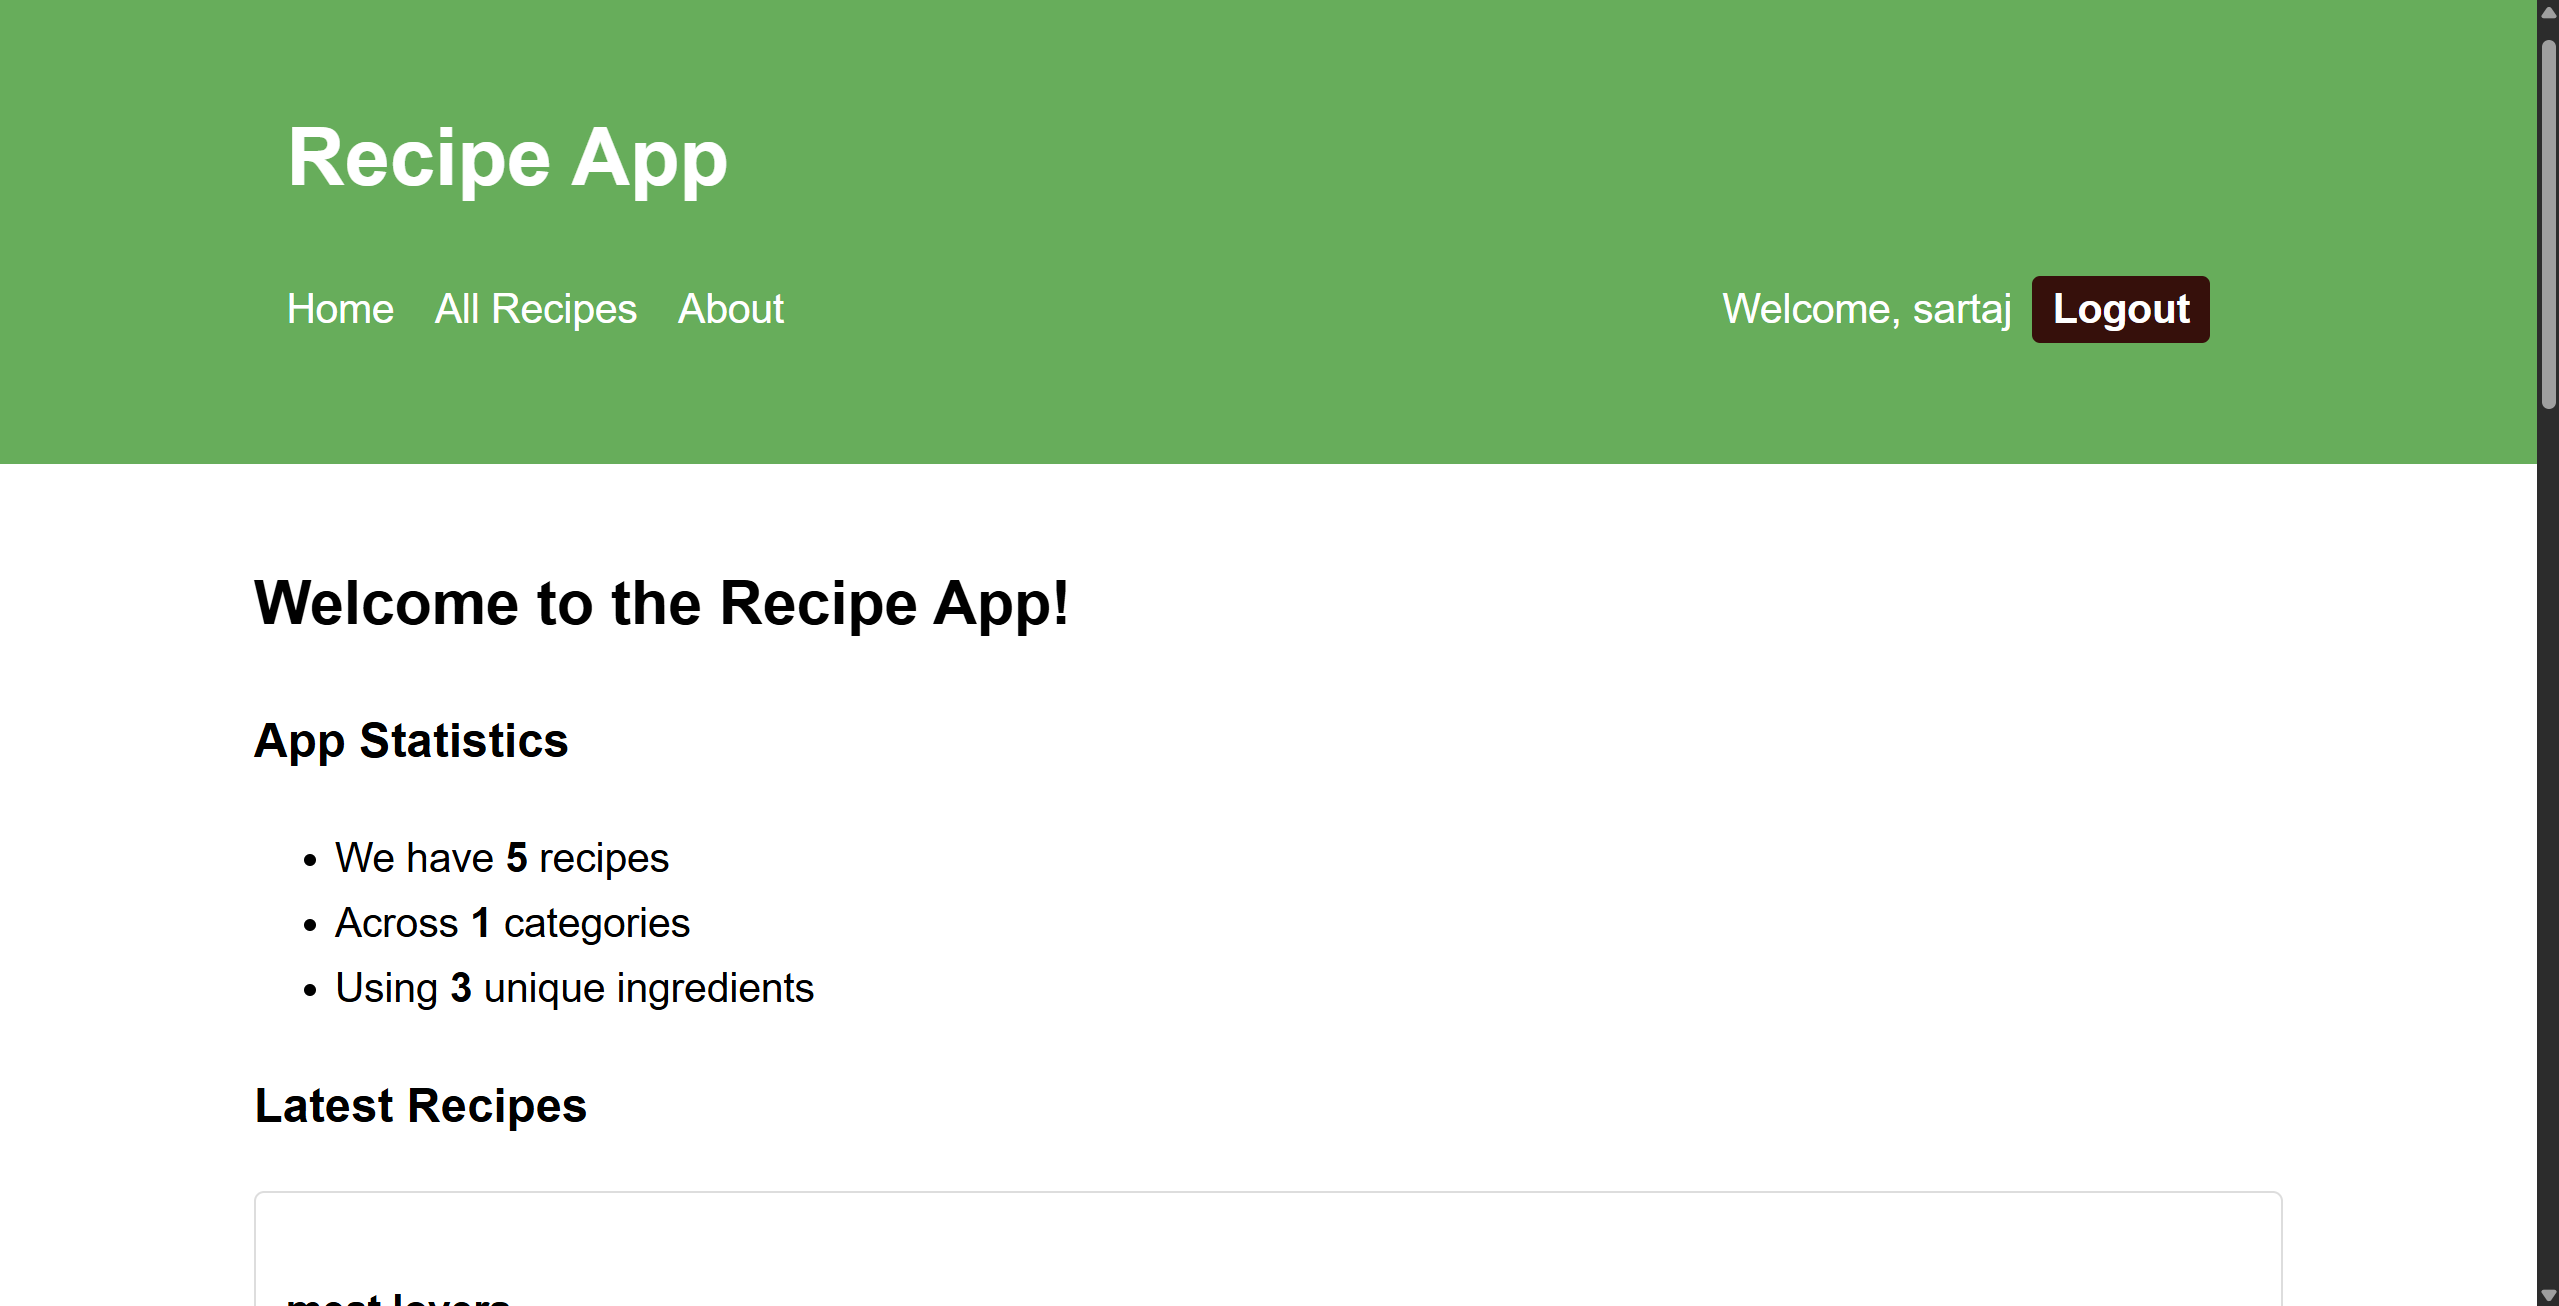 Recipe App
Home All Recipes About Welcome, sartaj Logout
Welcome to the Recipe App!
App Statistics
We have 5 recipes
Across 1 categories
Using 3 unique ingredients
Latest Recipes